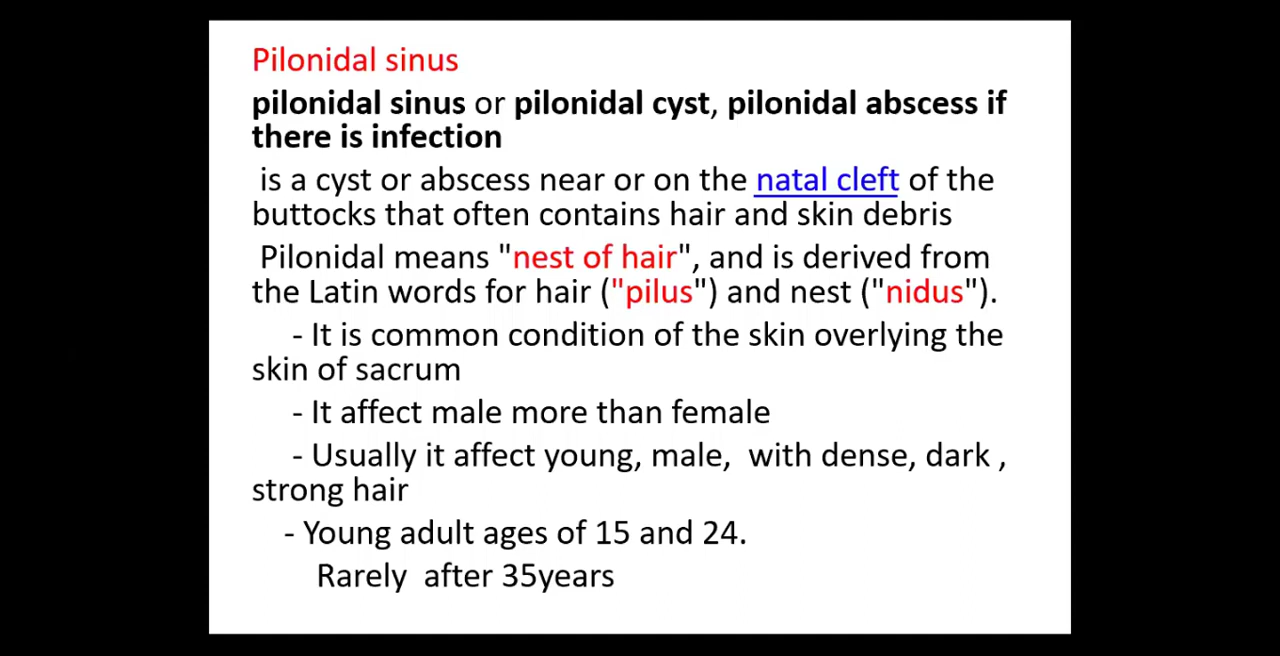 Pilonidal sinus
pilonidal sinus or pilonidal cyst, pilonidal abscess if
there is infection
is a cyst or abscess near or on the natal cleft of the
buttocks that often contains hair and skin debris
Pilonidal means "nest of hair", and is derived from
the Latin words for hair ("pilus") and nest ("nidus").
- It is common condition of the skin overlying the
skin of sacrum
- It affect male more than female
- Usually it affect young, male,  with dense, dark ,
strong hair
- Young adult ages of 15 and 24.
Rarely  after 35years